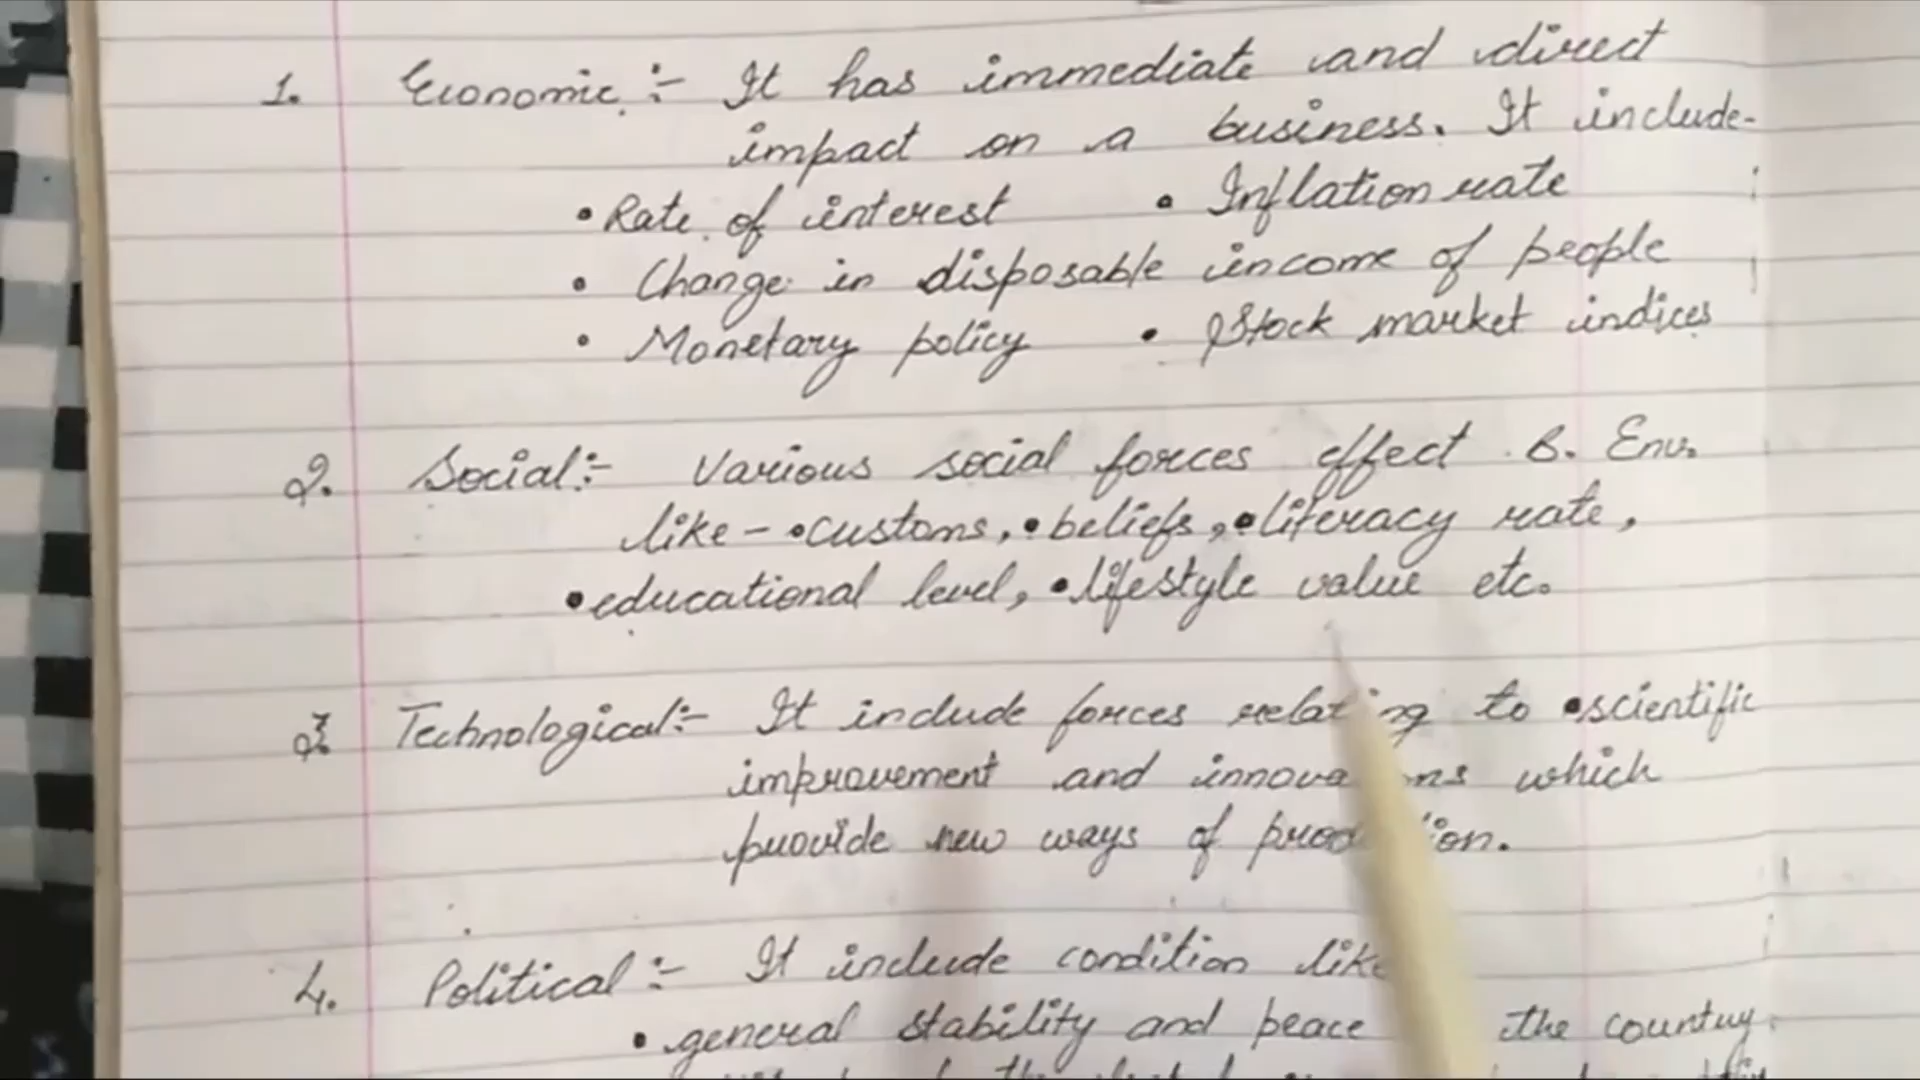 1. Economic :- It has immediate and direct
impact on a business. It include-
• Rate of interest • Inflation rate
• Change in disposable income of people
• Monetary policy • Stock market indices
2. Social :- Various social forces effect B. Env.
like - • customs, • beliefs, • literacy rate,
• educational level, • lifestyle value etc.
3. Technological :- It include forces relating to • scientific
improvement and innovations which
provide new ways of production.
4. Political :- It include condition like
• general stability and peace the country.